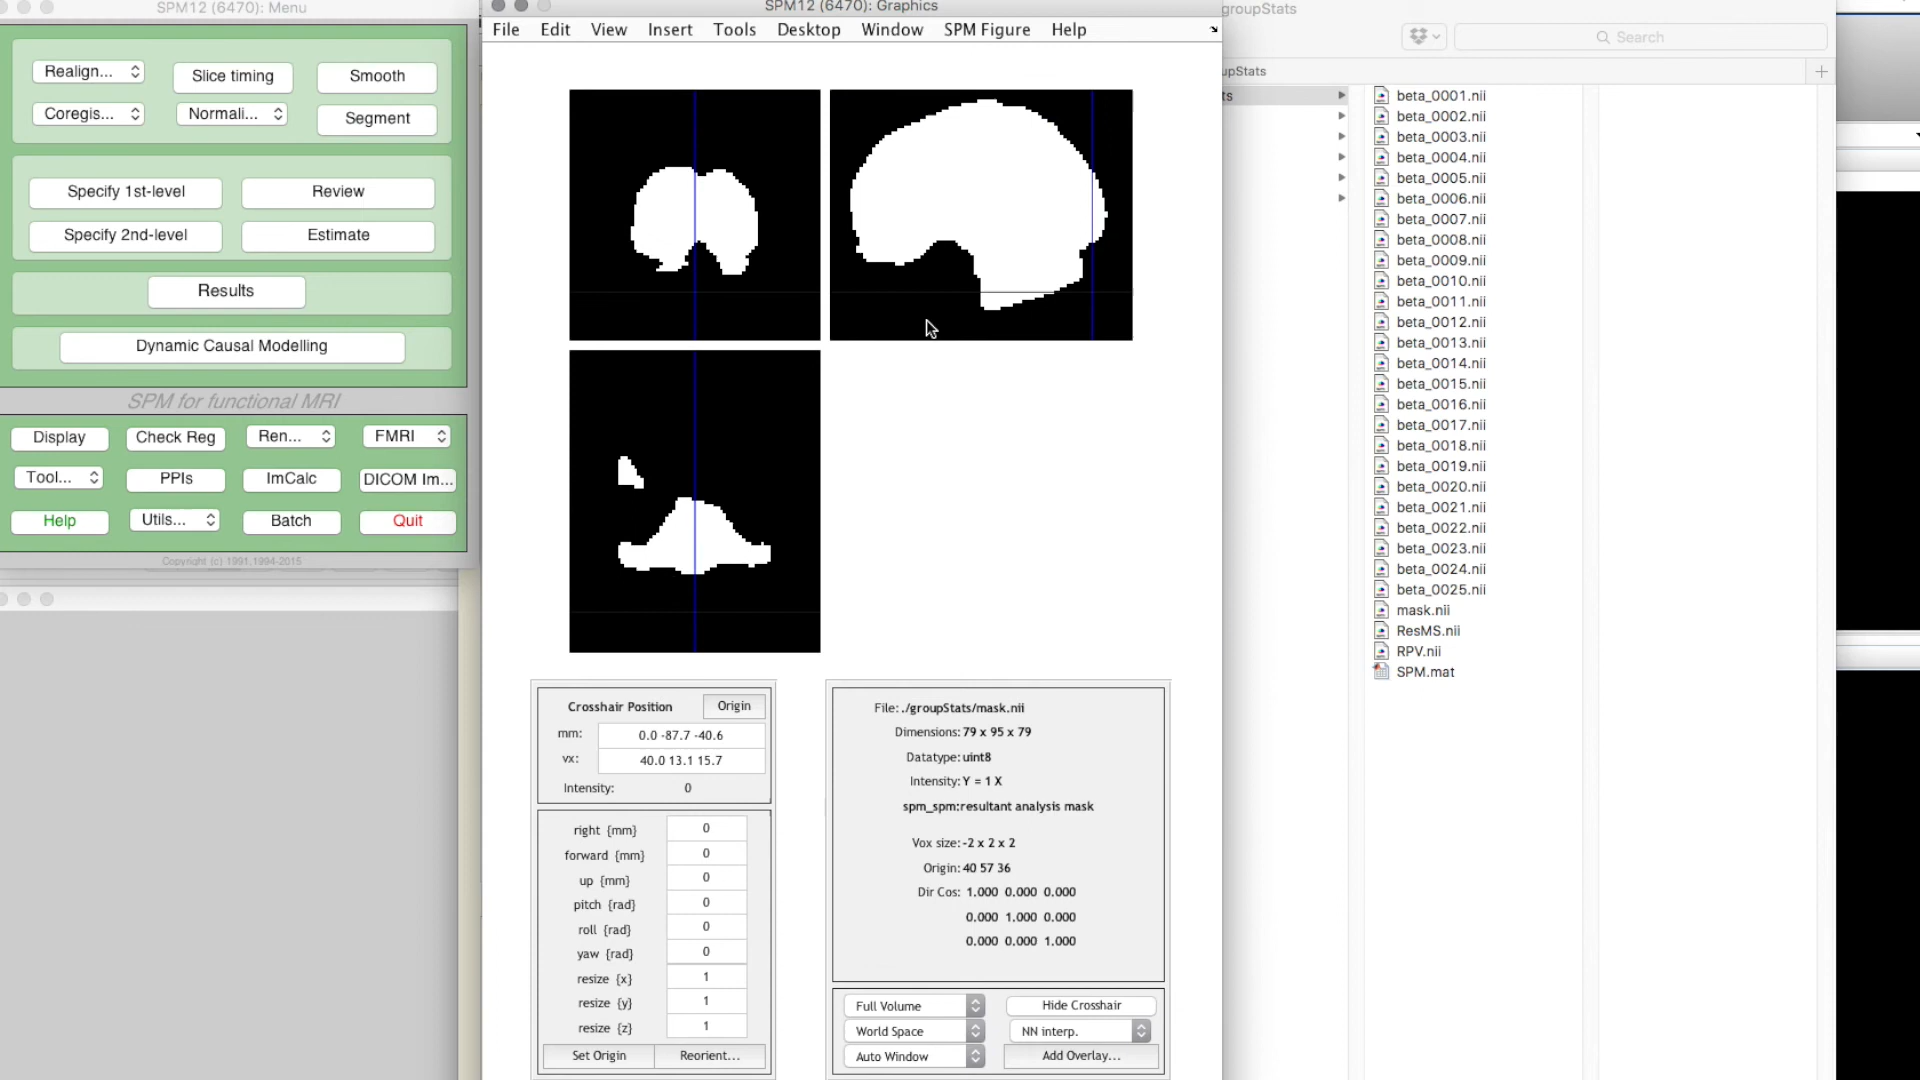 SPM12 (6470): Menu
Realign...
Slice timing
Smooth
Coregis...
Normali...
Segment
Specify 1st-level
Review
Specify 2nd-level
Estimate
Results
Dynamic Causal Modelling
SPM for functional MRI
Display
Check Reg
Ren...
FMRI
Tool...
PPIs
ImCalc
DICOM Im...
Help
Utils...
Batch
Quit
Copyright (c) 1991,1994-2015
SPM12 (6470): Graphics
File Edit View Insert Tools Desktop Window SPM Figure Help
Crosshair Position
Origin
mm: 0.0 -87.7 -40.6
vx: 40.0 13.1 15.7
Intensity: 0
right {mm} 0
forward {mm} 0
up {mm} 0
pitch {rad} 0
roll {rad} 0
yaw {rad} 0
resize {x} 1
resize {y} 1
resize {z} 1
Set Origin
Reorient...
File: ./groupStats/mask.nii
Dimensions: 79 x 95 x 79
Datatype: uint8
Intensity: Y = 1 X
spm_spm:resultant analysis mask
Vox size: -2 x 2 x 2
Origin: 40 57 36
Dir Cos: 1.000 0.000 0.000
0.000 1.000 0.000
0.000 0.000 1.000
Full Volume
Hide Crosshair
World Space
NN interp.
Auto Window
Add Overlay...
groupStats
Search
upStats
ts
beta_0001.nii
beta_0002.nii
beta_0003.nii
beta_0004.nii
beta_0005.nii
beta_0006.nii
beta_0007.nii
beta_0008.nii
beta_0009.nii
beta_0010.nii
beta_0011.nii
beta_0012.nii
beta_0013.nii
beta_0014.nii
beta_0015.nii
beta_0016.nii
beta_0017.nii
beta_0018.nii
beta_0019.nii
beta_0020.nii
beta_0021.nii
beta_0022.nii
beta_0023.nii
beta_0024.nii
beta_0025.nii
mask.nii
ResMS.nii
RPV.nii
SPM.mat